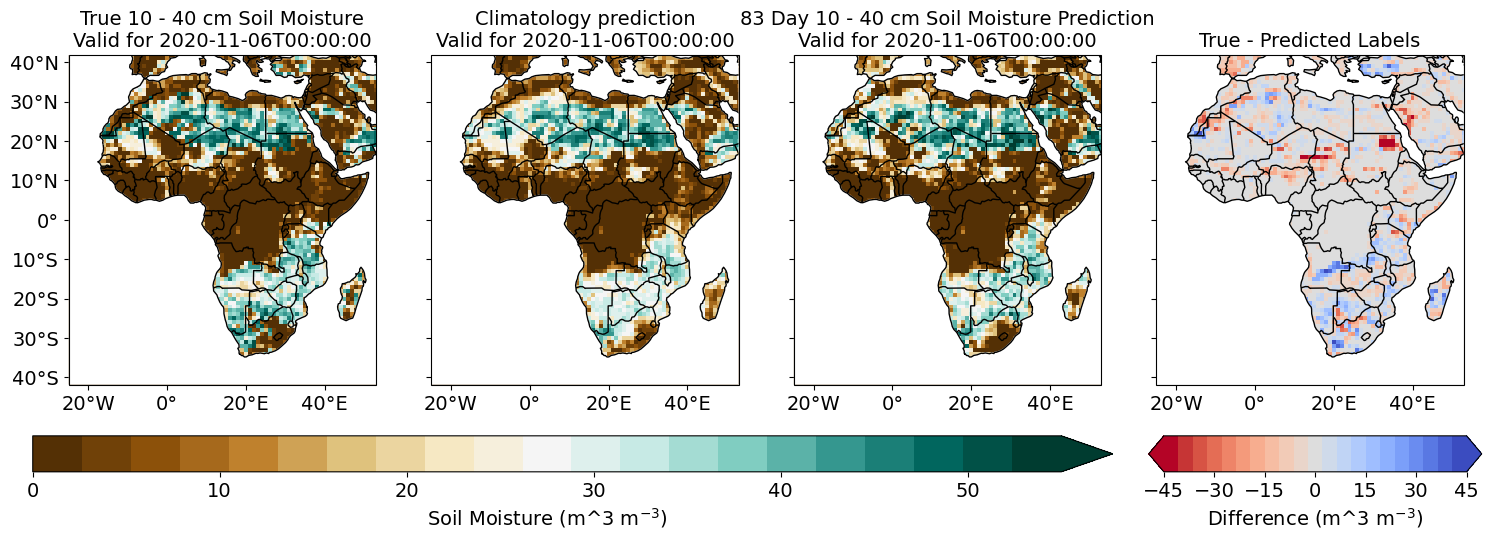 True 10 - 40 cm Soil Moisture
Valid for 2020-11-06T00:00:00
Climatology prediction
Valid for 2020-11-06T00:00:00
83 Day 10 - 40 cm Soil Moisture Prediction
Valid for 2020-11-06T00:00:00
True - Predicted Labels
40°N
30°N
20°N
10°N
0°
10°S
20°S
30°S
40°S
20°W 0° 20°E 40°E
20°W 0° 20°E 40°E
20°W 0° 20°E 40°E
20°W 0° 20°E 40°E
0 10 20 30 40 50
Soil Moisture (m^3 m⁻³)
−45 −30 −15 0 15 30 45
Difference (m^3 m⁻³)